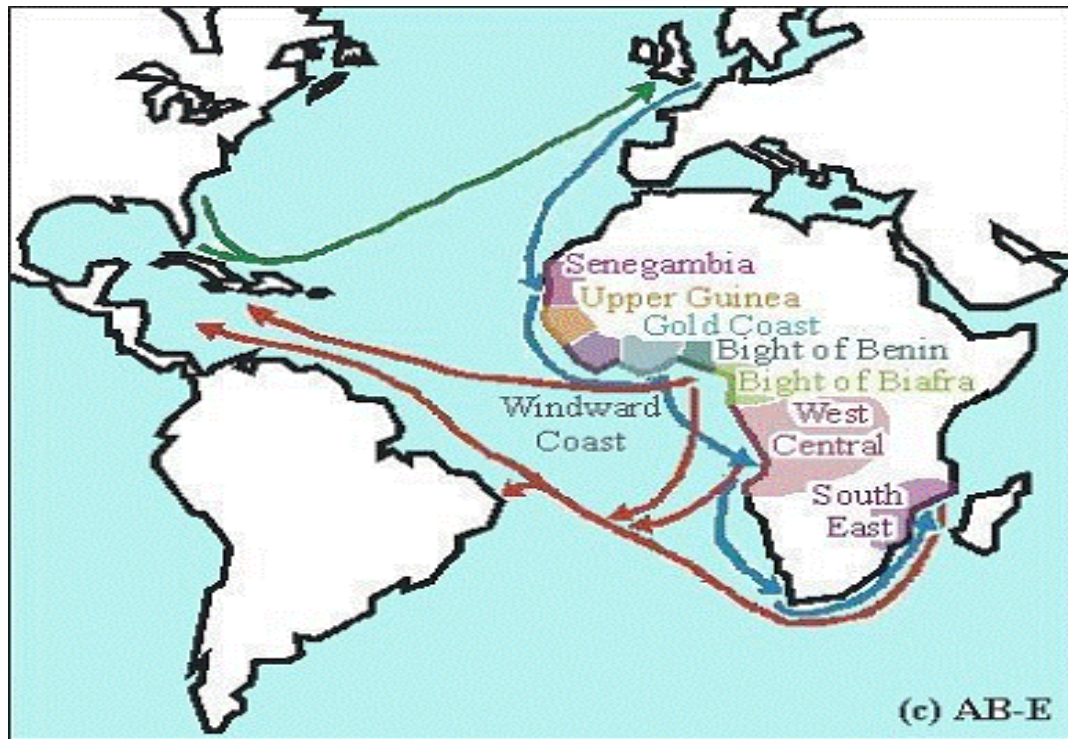 Senegambia
Upper Guinea
Gold Coast
Bight of Benin
Bight of Biafra
Windward
Coast
West
Central
South
East
(c) AB-E